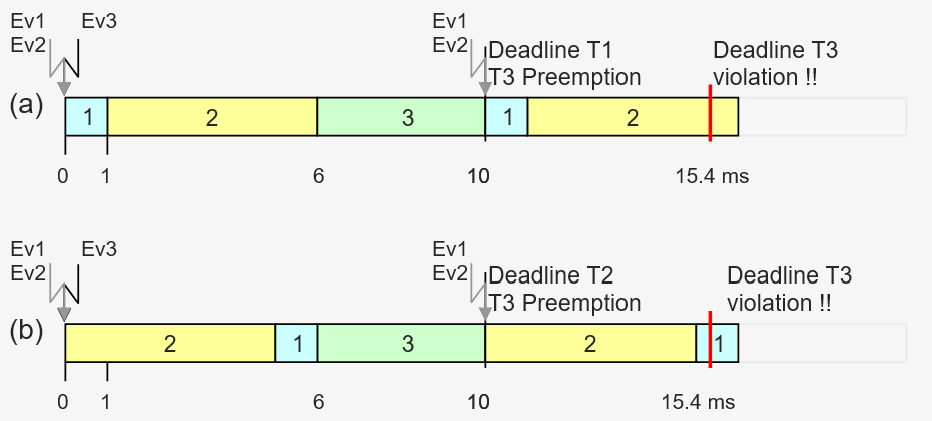 Ev1 Ev3 Ev1
Ev2 Ev2 Deadline T1 Deadline T3
T3 Preemption violation !!
(a) 1 2 3 1 2
0 1 6 10 15.4 ms
Ev1 Ev3 Ev1
Ev2 Ev2 Deadline T2 Deadline T3
T3 Preemption violation !!
(b) 2 1 3 2 1
0 1 6 10 15.4 ms